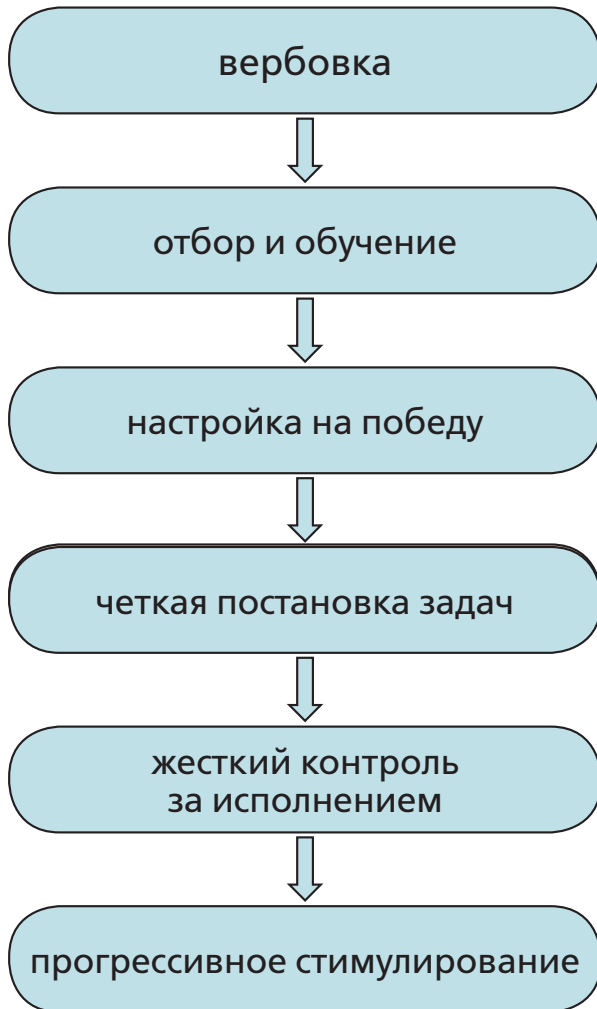 вербовка
отбор и обучение
настройка на победу
четкая постановка задач
жесткий контроль
за исполнением
прогрессивное стимулирование